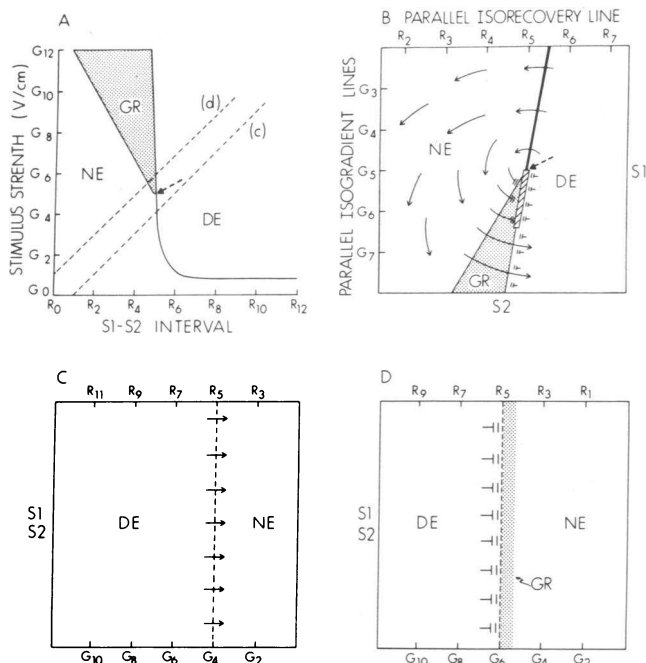 A
G12
G10
G8
G6
G4
G2
G0
STIMULUS STRENTH (V/cm)
GR
NE
DE
(d)
(c)
R0 R2 R4 R6 R8 R10 R12
S1-S2 INTERVAL
B PARALLEL ISORECOVERY LINE
R2 R3 R4 R5 R6 R7
PARALLEL ISOGRADIENT LINES
G3
G4
G5
G6
G7
NE
DE
GR
S1
S2
C
R11 R9 R7 R5 R3
S1
S2
DE
NE
G10 G8 G6 G4 G2
D
R9 R7 R5 R3 R1
S1
S2
DE
NE
GR
G10 G8 G6 G4 G2